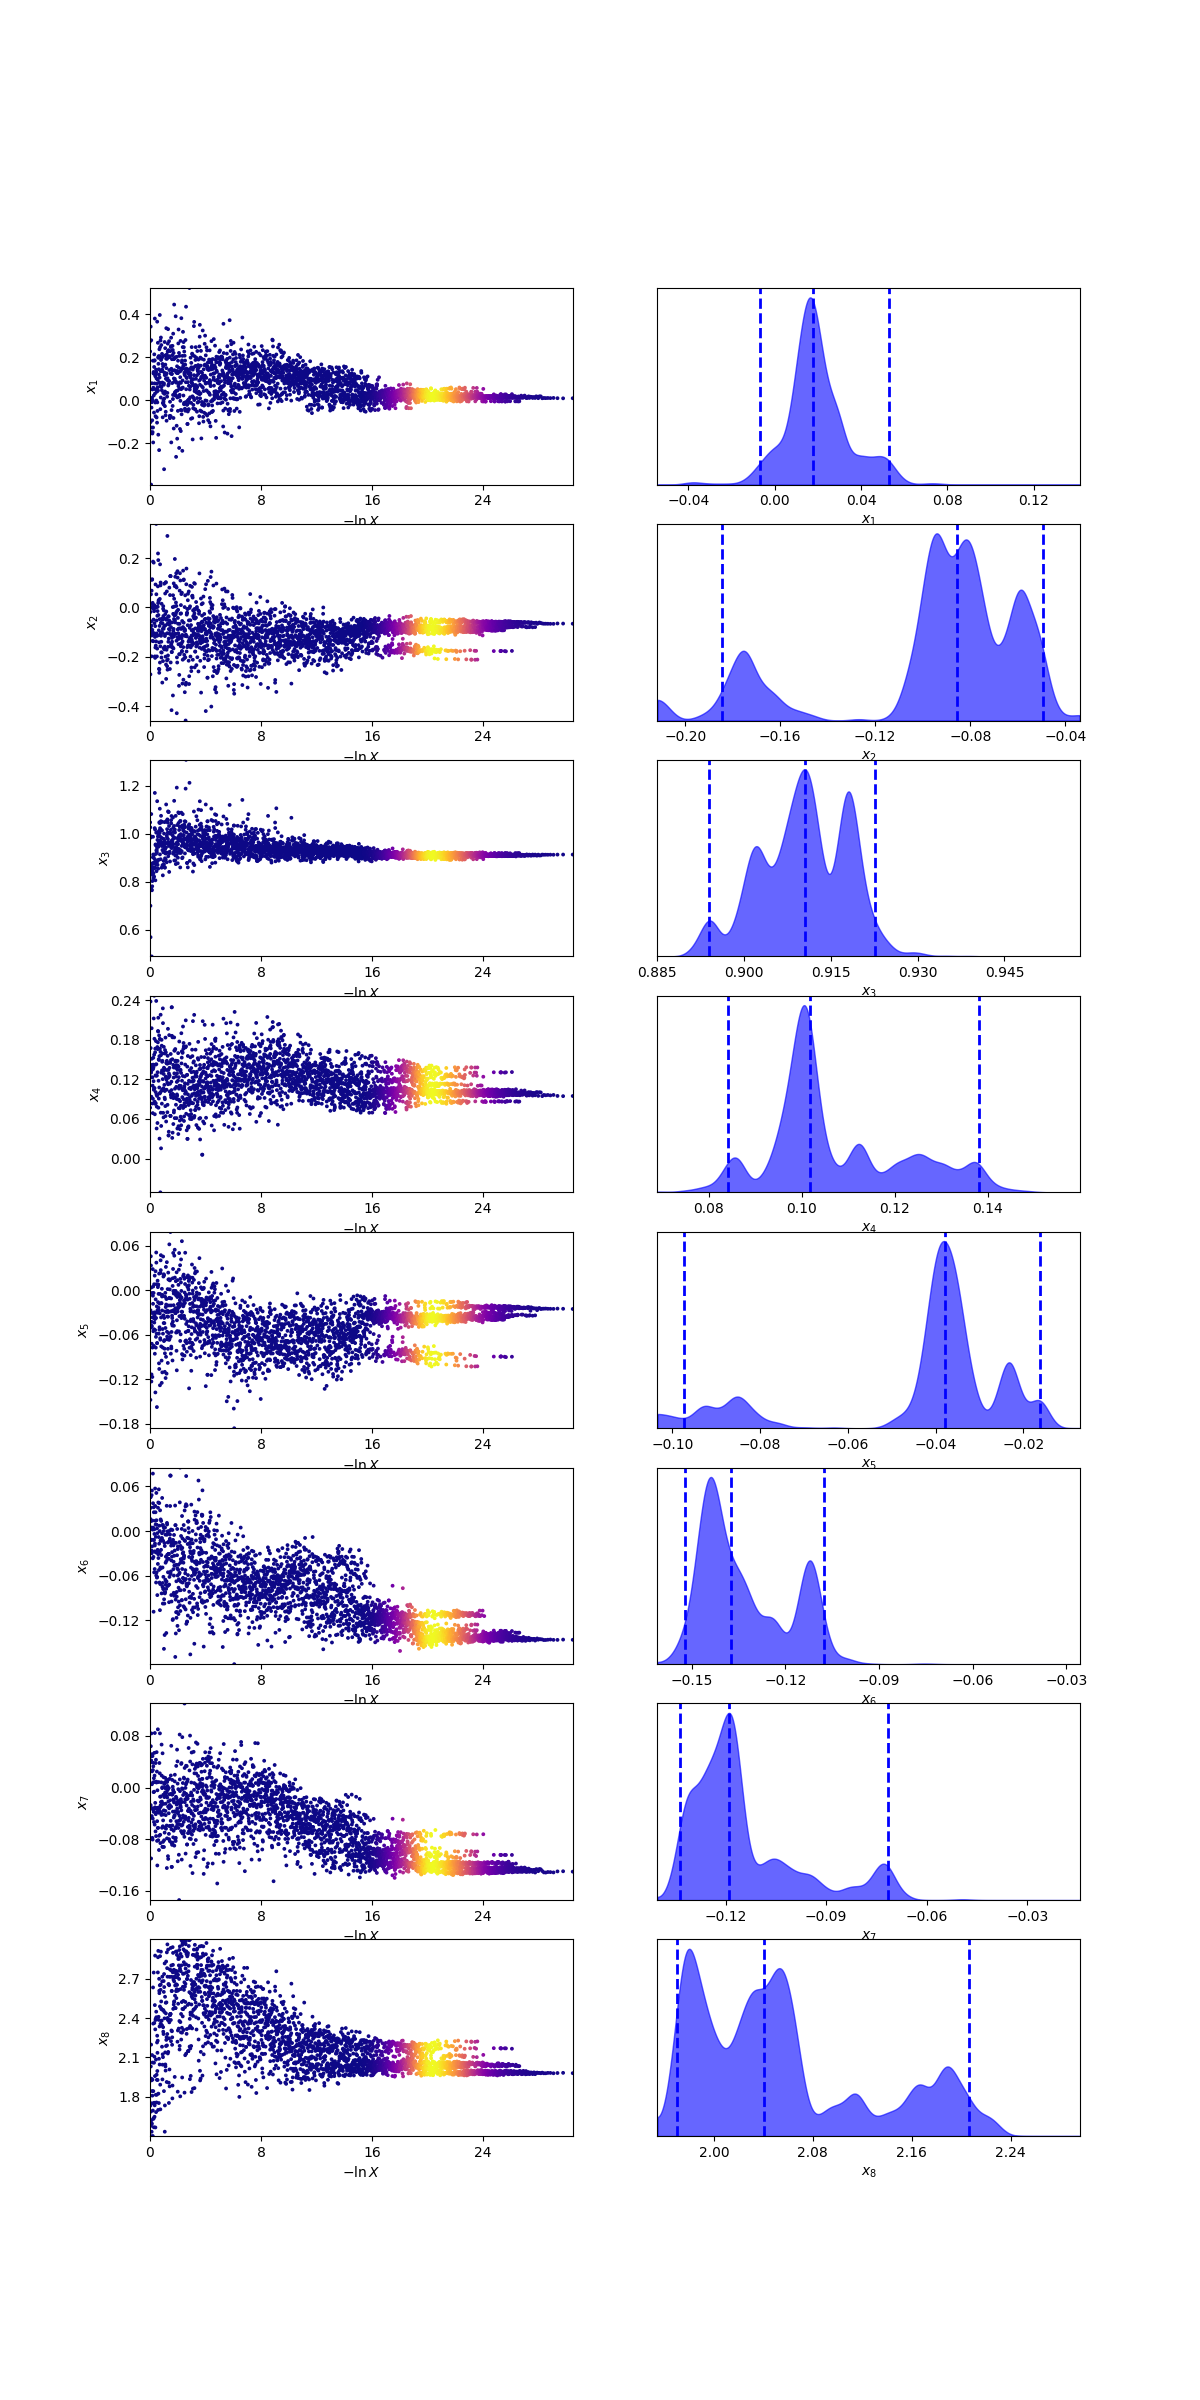 0.4
0.2
0.0
−0.2
x₁
0 8 16 24
−ln X
−0.04 0.00 0.04 0.08 0.12
x₁
0.2
0.0
−0.2
−0.4
x₂
0 8 16 24
−ln X
−0.20 −0.16 −0.12 −0.08 −0.04
x₂
1.2
1.0
0.8
0.6
x₃
0 8 16 24
−ln X
0.885 0.900 0.915 0.930 0.945
x₃
0.24
0.18
0.12
0.06
0.00
x₄
0 8 16 24
−ln X
0.08 0.10 0.12 0.14
x₄
0.06
0.00
−0.06
−0.12
−0.18
x₅
0 8 16 24
−ln X
−0.10 −0.08 −0.06 −0.04 −0.02
x₅
0.06
0.00
−0.06
−0.12
x₆
0 8 16 24
−ln X
−0.15 −0.12 −0.09 −0.06 −0.03
x₆
0.08
0.00
−0.08
−0.16
x₇
0 8 16 24
−ln X
−0.12 −0.09 −0.06 −0.03
x₇
2.7
2.4
2.1
1.8
x₈
0 8 16 24
−ln X
2.00 2.08 2.16 2.24
x₈